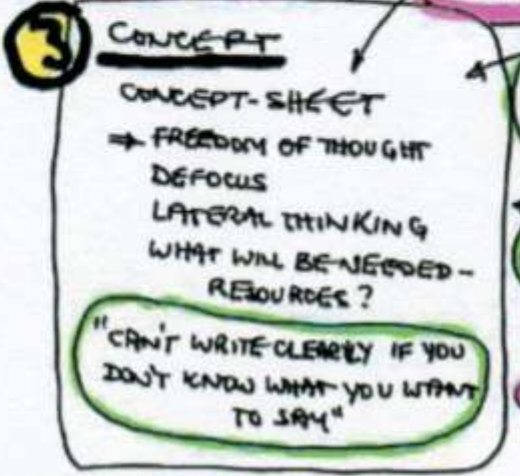 3 CONCEPT
CONCEPT-SHEET
⇒ FREEDOM OF THOUGHT
DEFOCUS
LATERAL THINKING
WHAT WILL BE NEEDED -
RESOURCES?
"CAN'T WRITE CLEARLY IF YOU
DON'T KNOW WHAT YOU WANT
TO SAY"